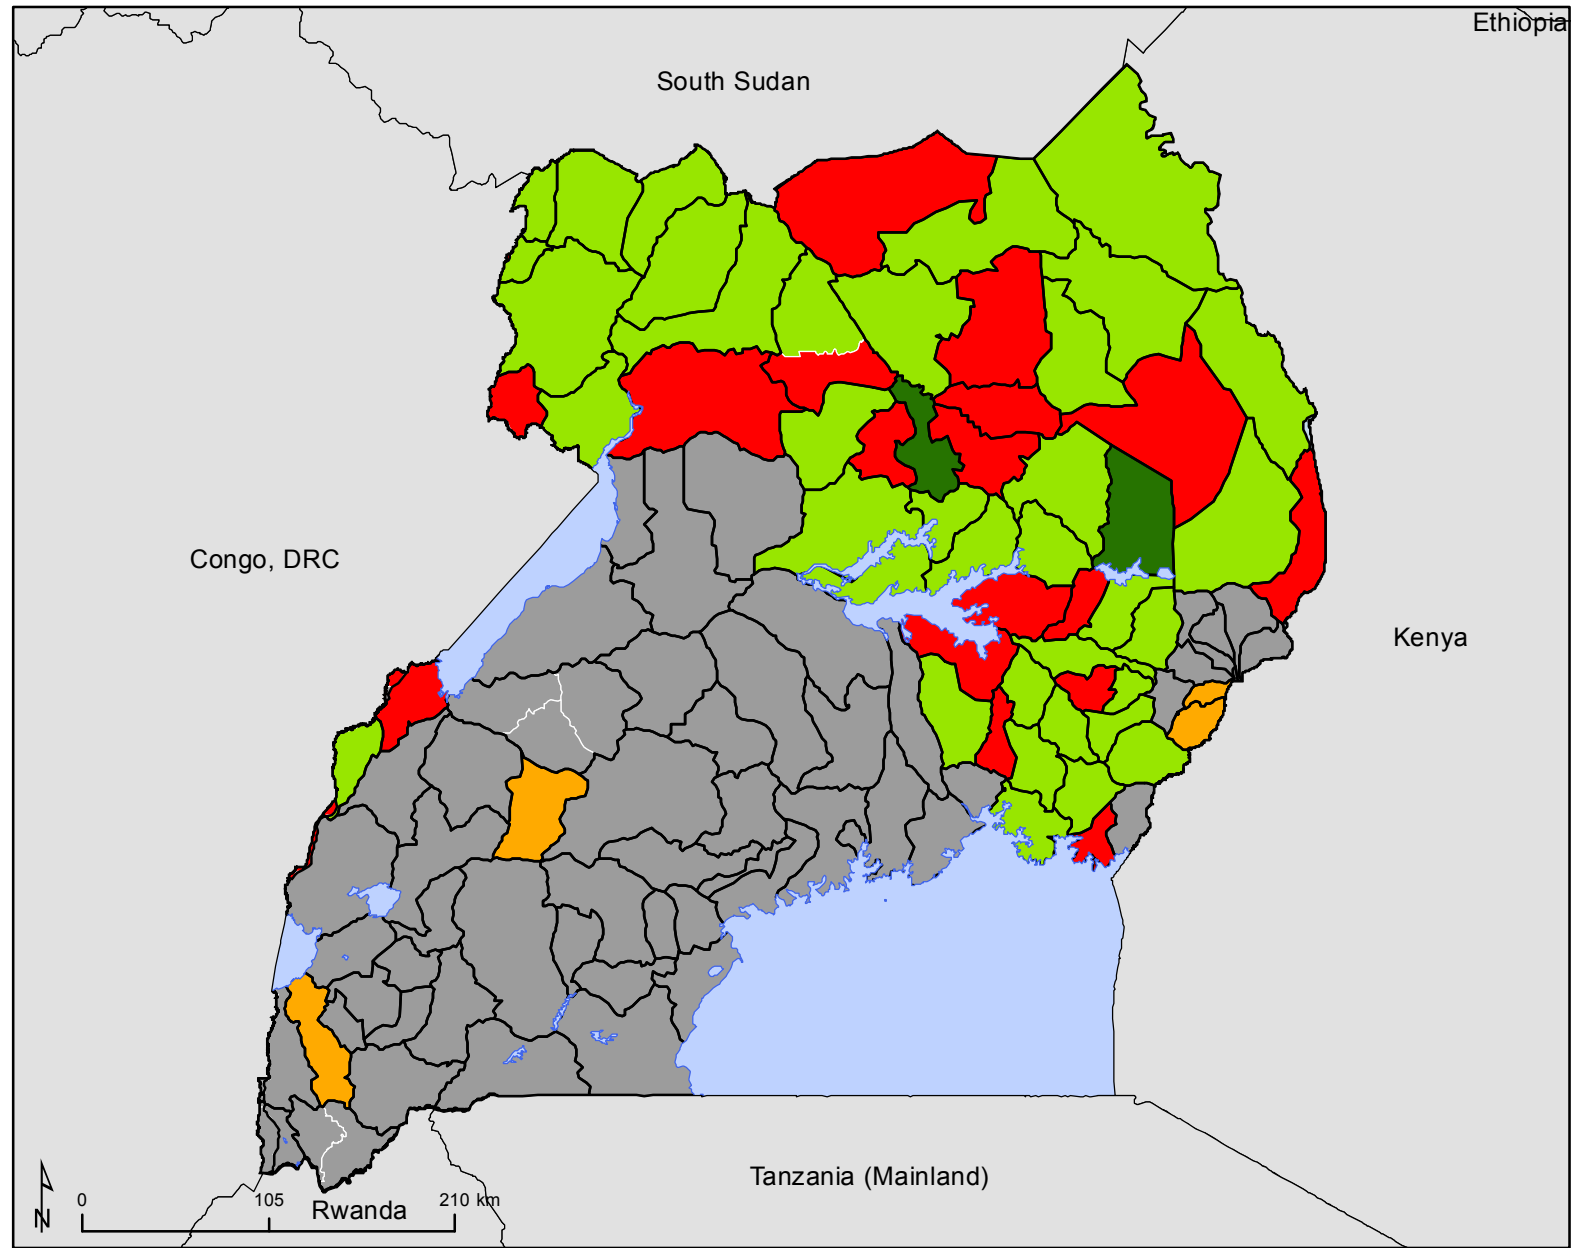 Ethiopia
South Sudan
Congo, DRC
Kenya
Tanzania (Mainland)
0 105 210 km
Rwanda
N